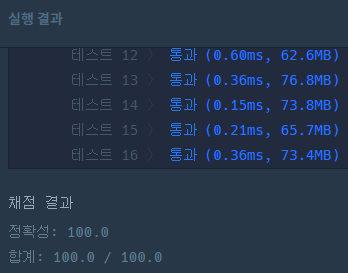 실행 결과
테스트 12 〉 통과 (0.60ms, 62.6MB)
테스트 13 〉 통과 (0.36ms, 76.8MB)
테스트 14 〉 통과 (0.15ms, 73.8MB)
테스트 15 〉 통과 (0.21ms, 65.7MB)
테스트 16 〉 통과 (0.36ms, 73.4MB)
채점 결과
정확성: 100.0
합계: 100.0 / 100.0